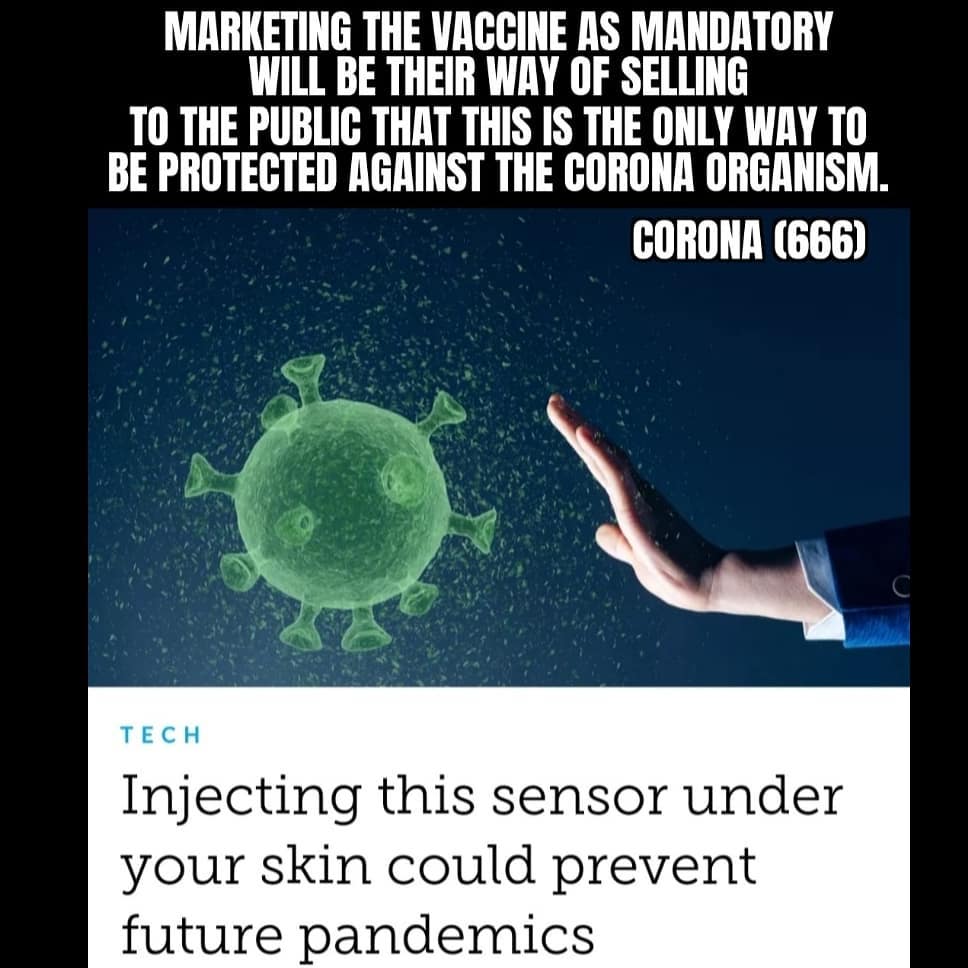 MARKETING THE VACCINE AS MANDATORY
WILL BE THEIR WAY OF SELLING
TO THE PUBLIC THAT THIS IS THE ONLY WAY TO
BE PROTECTED AGAINST THE CORONA ORGANISM.
CORONA (666)
TECH
Injecting this sensor under
your skin could prevent
future pandemics